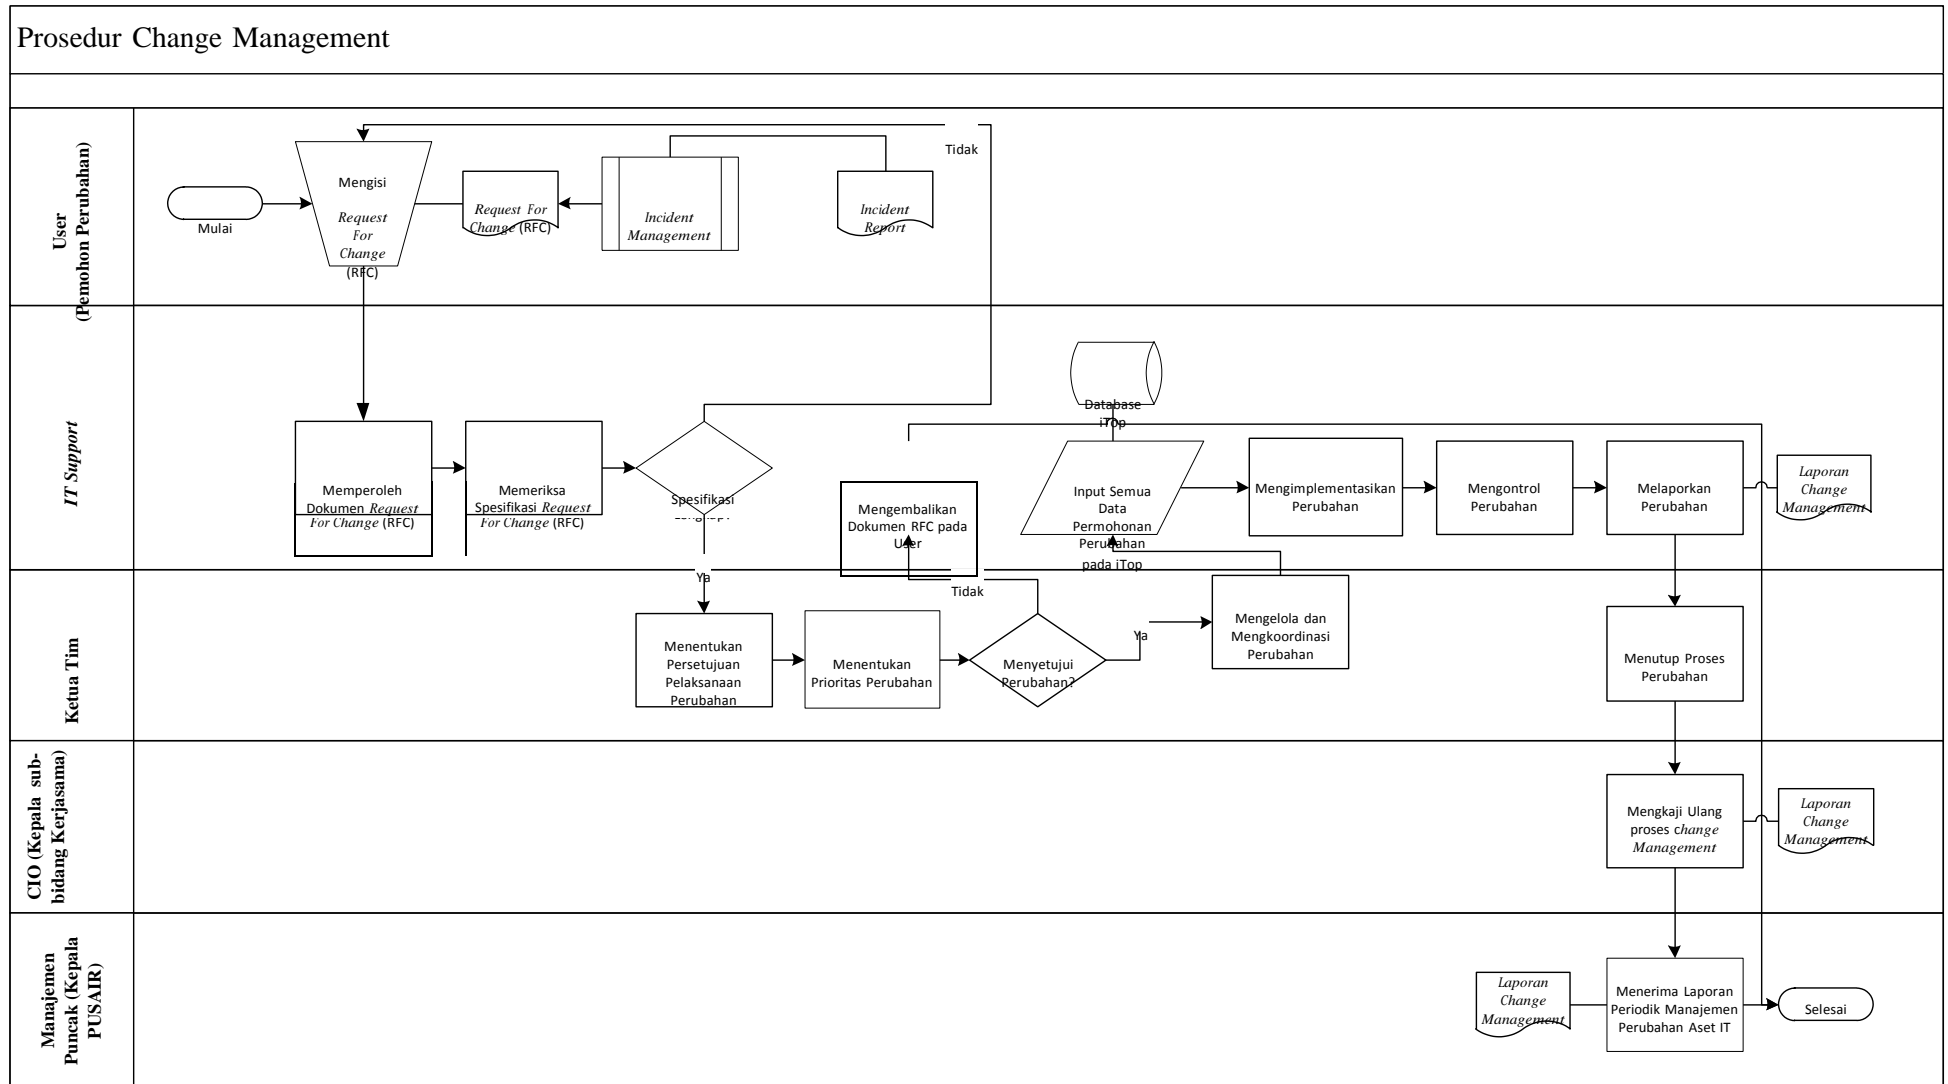 Prosedur Change Management
User
(Pemohon Perubahan)
Mulai
Mengisi
Request
For
Change
(RFC)
Request For
Change (RFC)
Incident
Management
Incident
Report
Tidak
IT Support
Memperoleh
Dokumen Request
For Change (RFC)
Memeriksa
Spesifikasi Request
For Change (RFC)
Spesifikasi
Ya
Mengembalikan
Dokumen RFC pada
User
Database
iTop
Input Semua
Data
Permohonan
Perubahan
pada iTop
Mengimplementasikan
Perubahan
Mengontrol
Perubahan
Melaporkan
Perubahan
Laporan
Change
Management
Ketua Tim
Menentukan
Persetujuan
Pelaksanaan
Perubahan
Menentukan
Prioritas Perubahan
Menyetujui
Perubahan?
Tidak
Ya
Mengelola dan
Mengkoordinasi
Perubahan
Menutup Proses
Perubahan
CIO (Kepala sub-
bidang Kerjasama)
Mengkaji Ulang
proses change
Management
Laporan
Change
Management
Manajemen
Puncak (Kepala
PUSAIR)
Laporan
Change
Management
Menerima Laporan
Periodik Manajemen
Perubahan Aset IT
Selesai